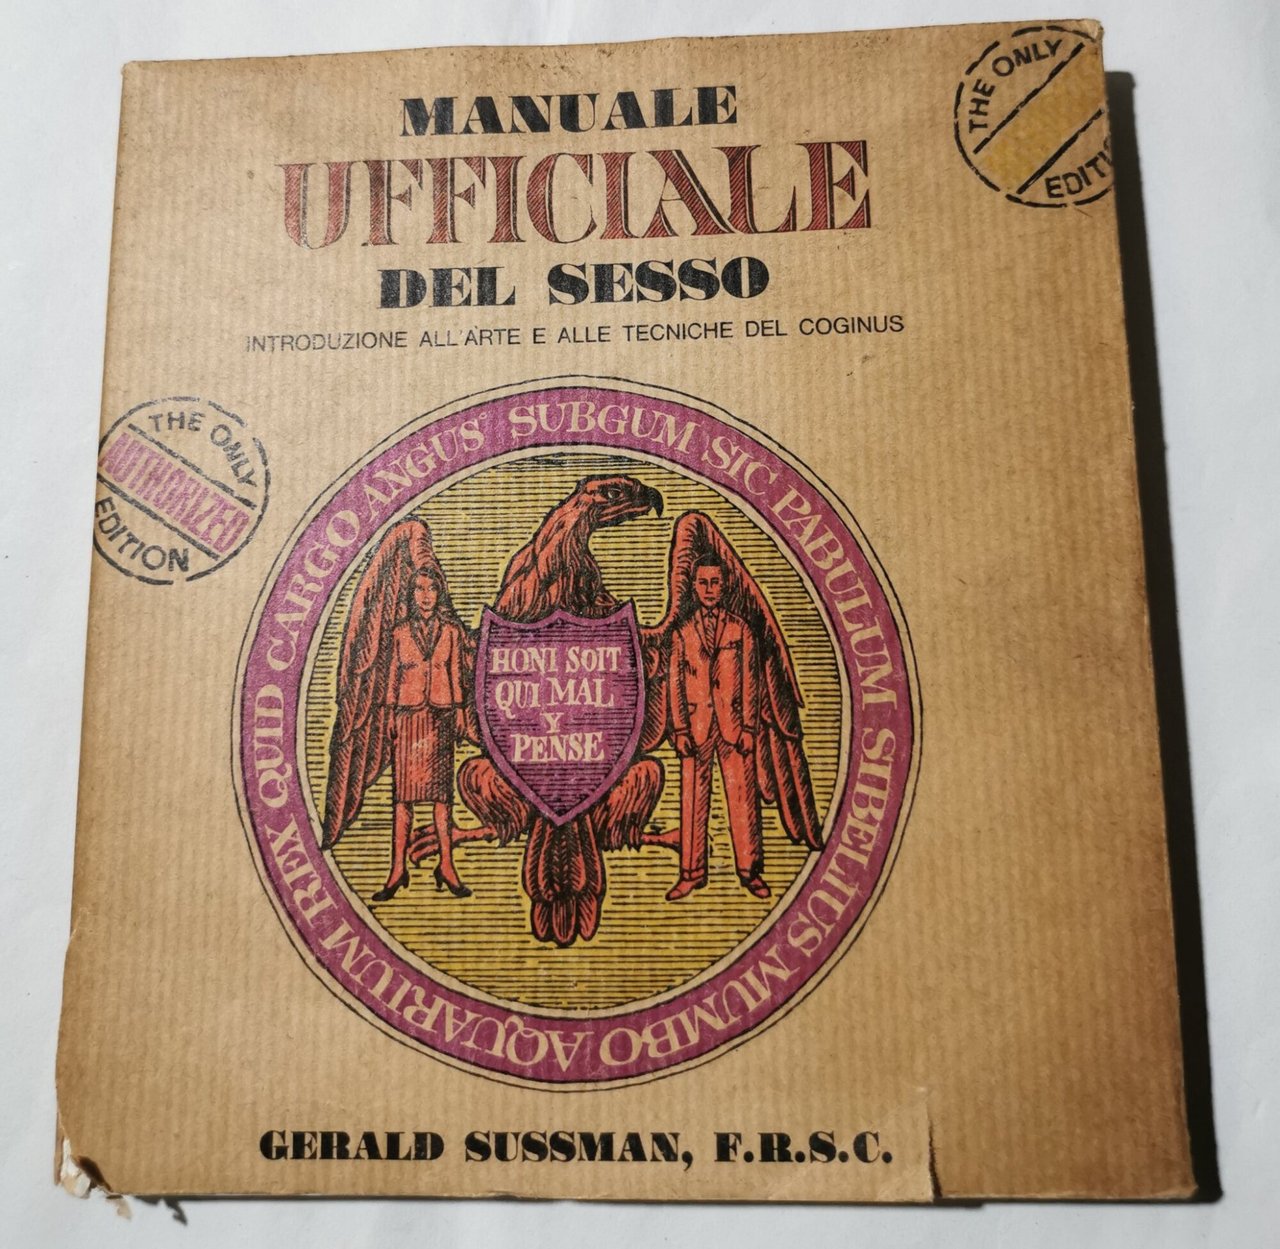 MANUALE
UFFICIALE
DEL SESSO
INTRODUZIONE ALL'ARTE E ALLE TECNICHE DEL COGINUS
THE ONLY
EDITI
THE ONLY
AUTHORIZED
EDITION
REX QUID CARGO ANGUS SUBGUM SIC PABULUM SIBELIUS MUMBO AQUARIUM
HONI SOIT
QUI MAL
Y
PENSE
GERALD SUSSMAN, F.R.S.C.